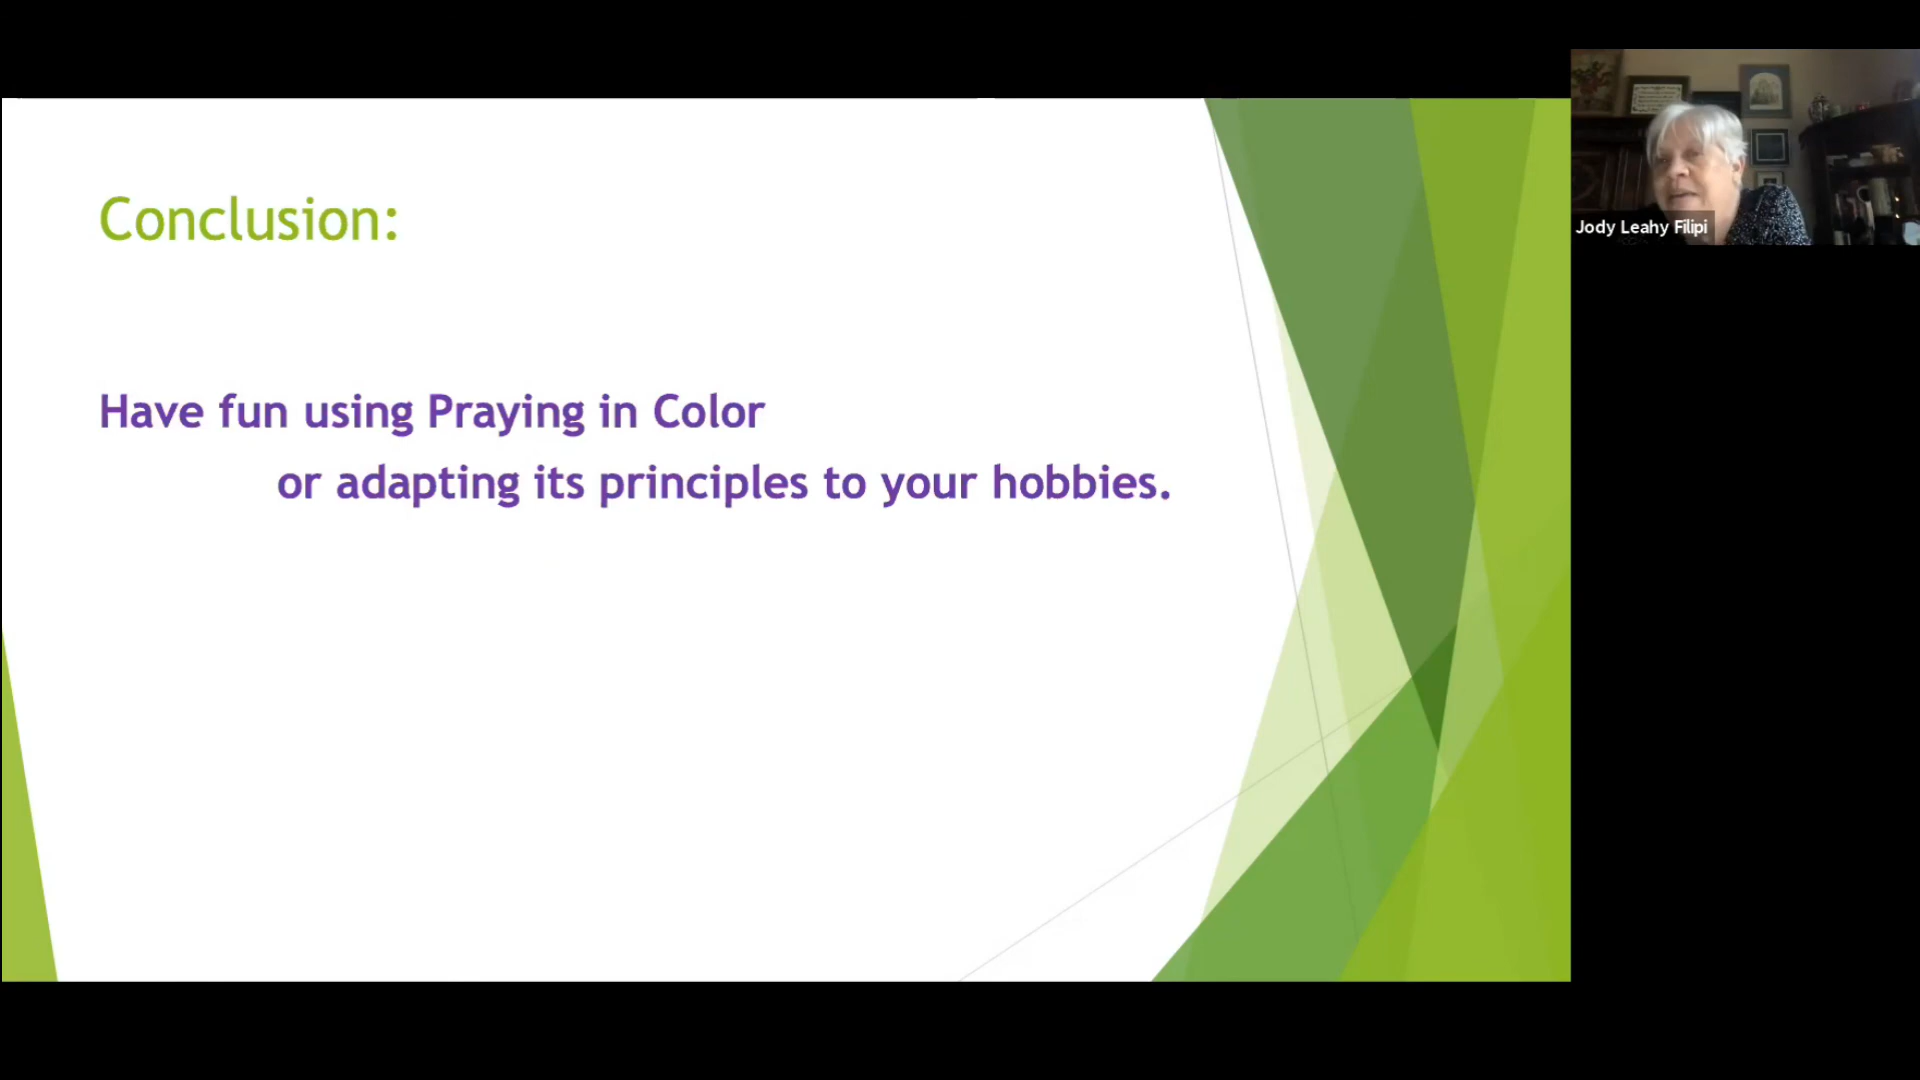 Conclusion:
Have fun using Praying in Color
or adapting its principles to your hobbies.
Jody Leahy Filipi